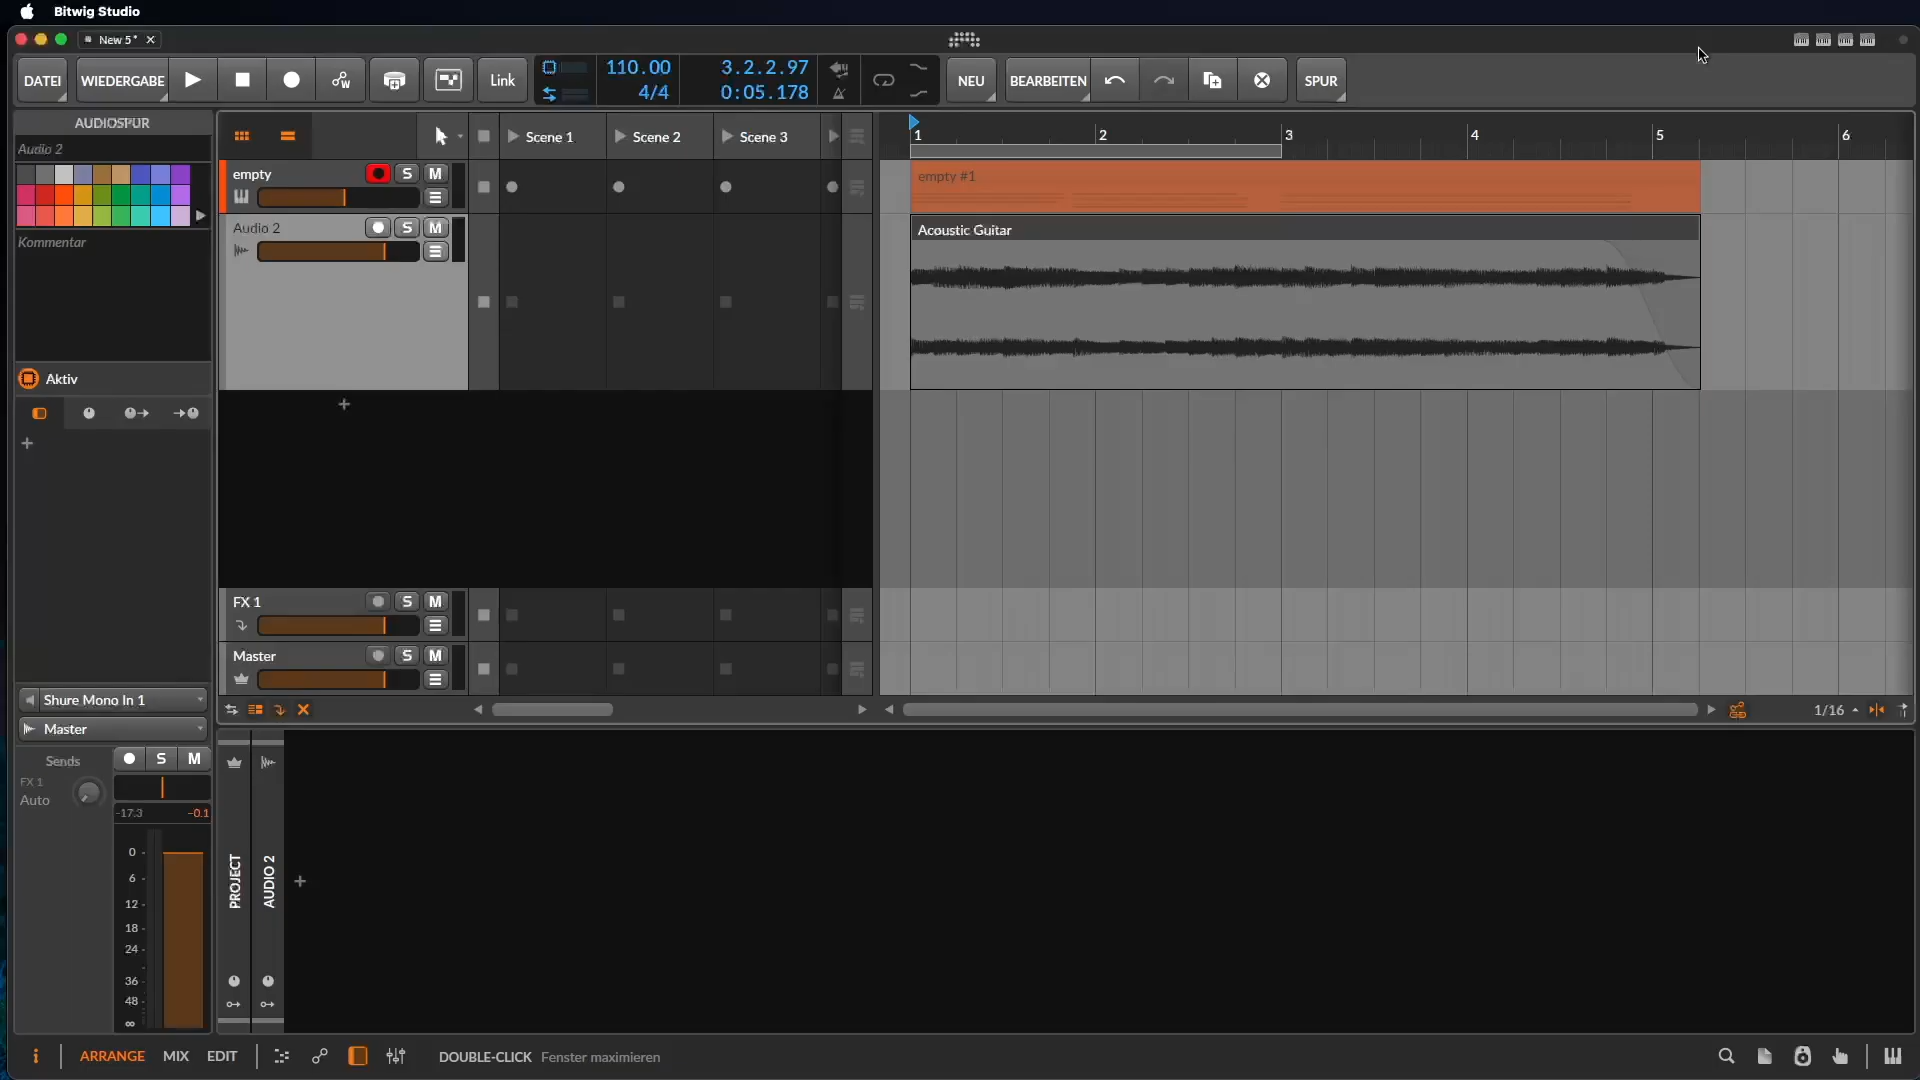 Bitwig Studio
New 5*
DATEI
WIEDERGABE
Link
110.00
4/4
3.2.2.97
0:05.178
NEU
BEARBEITEN
SPUR
AUDIOSPUR
Audio 2
Kommentar
Aktiv
Shure Mono In 1
Master
Sends
S
M
FX 1
Auto
-17.3
-0.1
0
6
12
18
24
36
48
∞
Scene 1
Scene 2
Scene 3
empty
S
M
Audio 2
S
M
FX 1
S
M
Master
S
M
1
2
3
4
5
6
empty #1
Acoustic Guitar
1/16
PROJECT
AUDIO 2
i
ARRANGE
MIX
EDIT
DOUBLE-CLICK Fenster maximieren